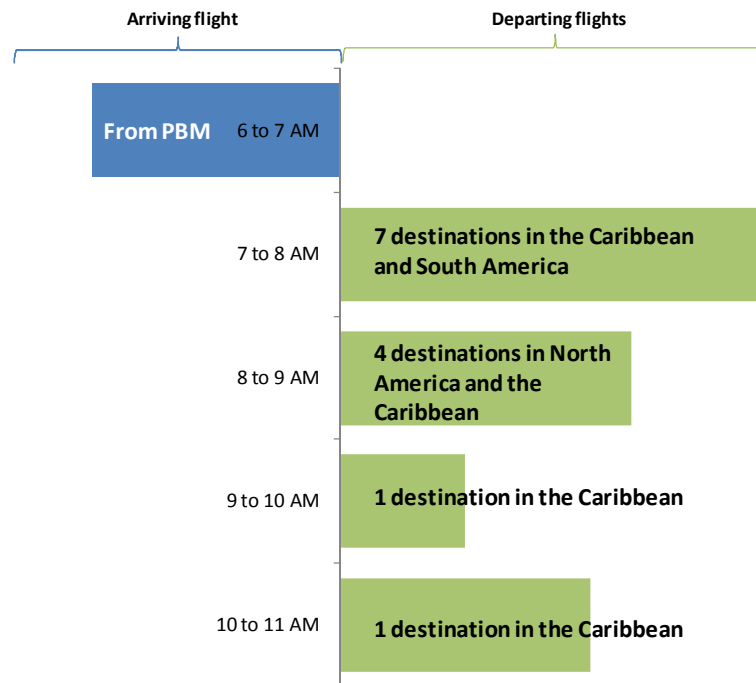 Arriving flight
Departing flights
From PBM
6 to 7 AM
7 to 8 AM
7 destinations in the Caribbean
and South America
8 to 9 AM
4 destinations in North
America and the
Caribbean
9 to 10 AM
1 destination in the Caribbean
10 to 11 AM
1 destination in the Caribbean